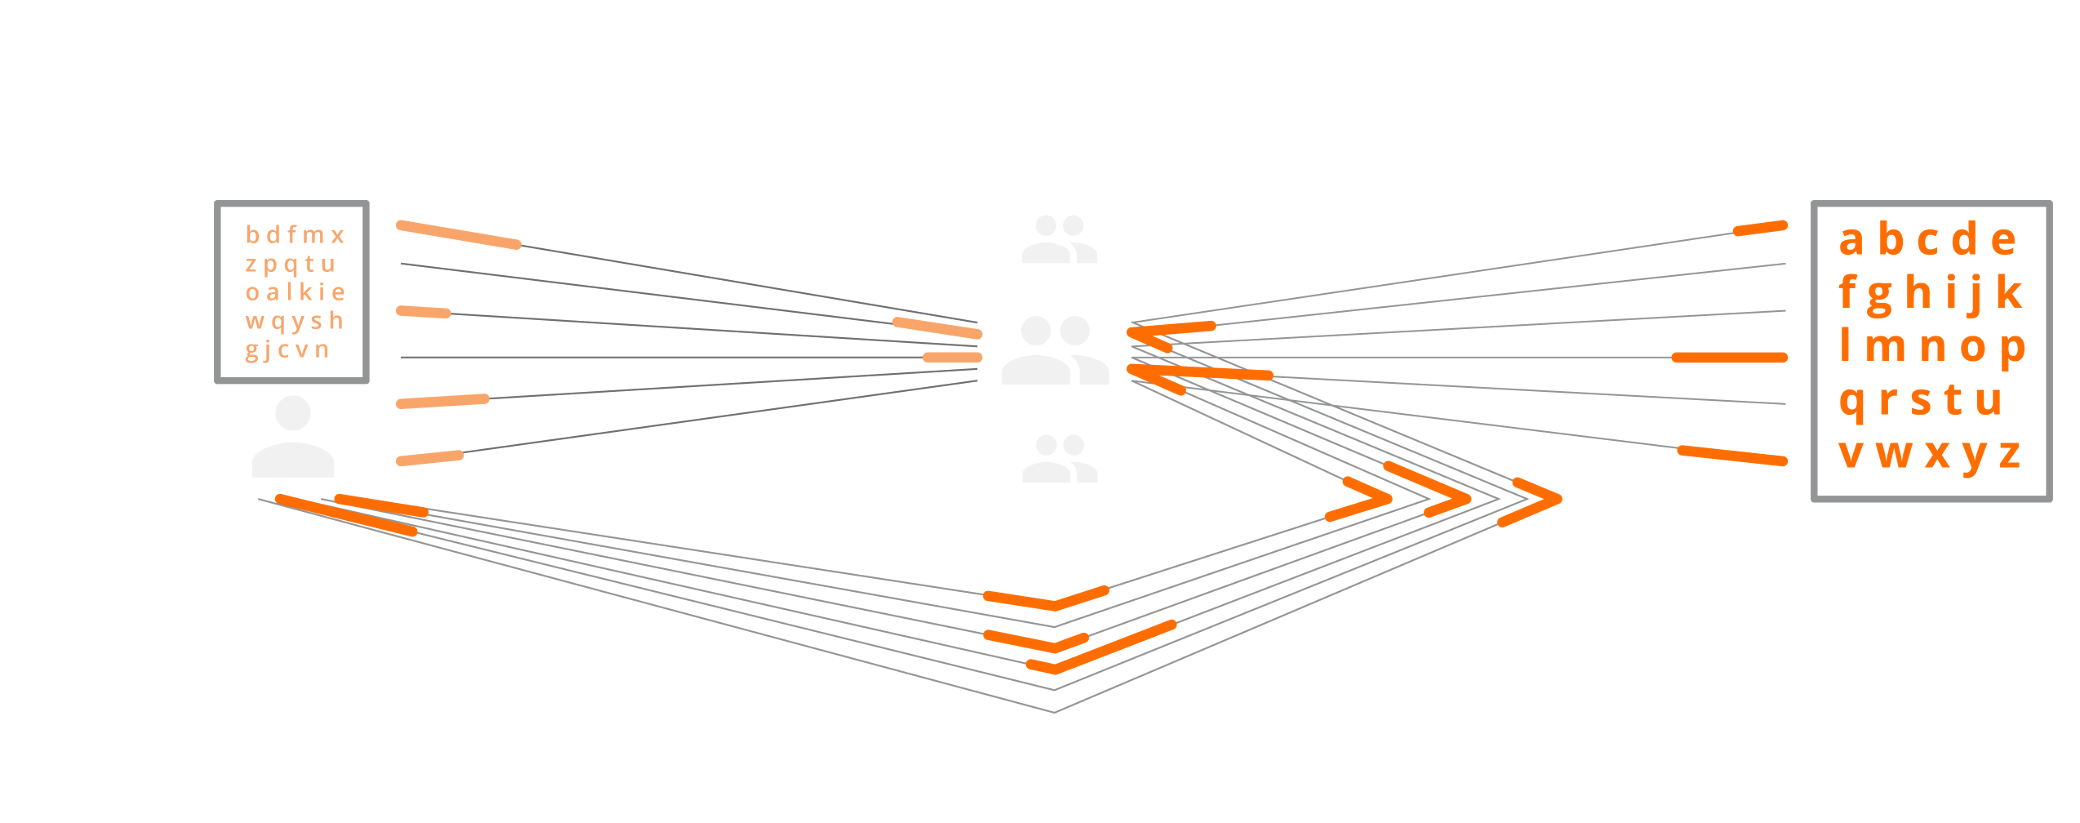 b d f m x
z p q t u
o a l k i e
w q y s h
g j c v n
a b c d e
f g h i j k
l m n o p
q r s t u
v w x y z